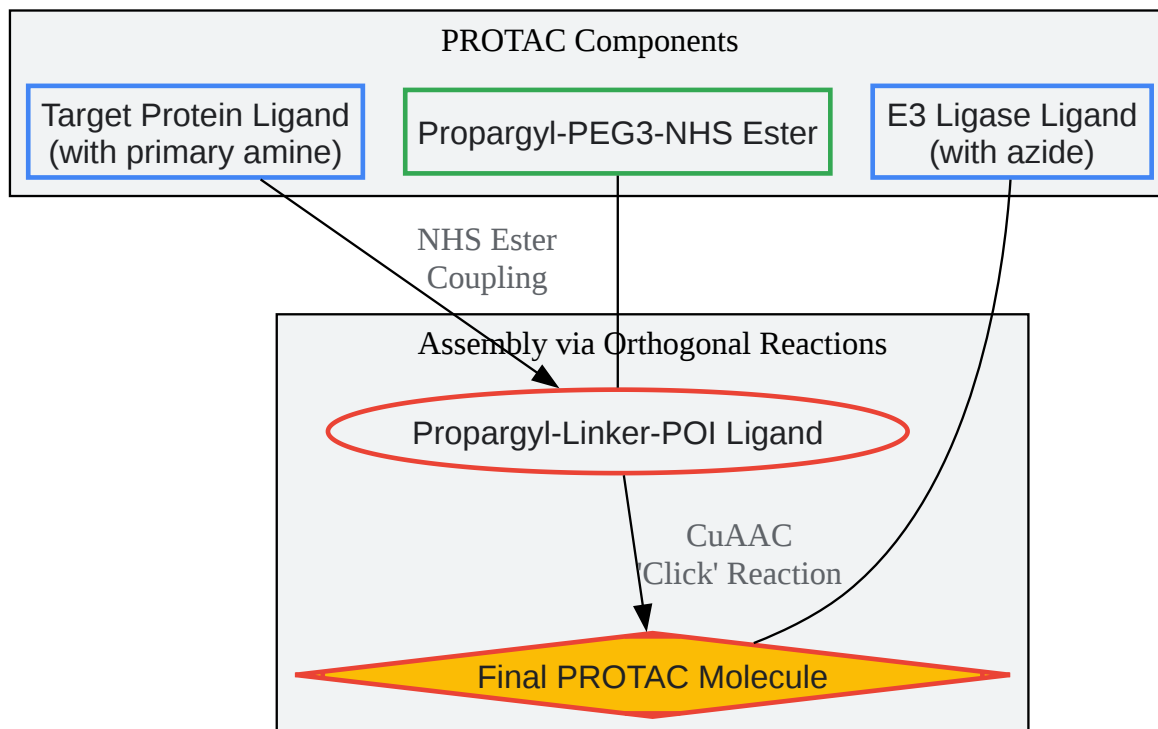 PROTAC Components
Target Protein Ligand
(with primary amine)
Propargyl-PEG3-NHS Ester
E3 Ligase Ligand
(with azide)
NHS Ester
Coupling
Assembly via Orthogonal Reactions
Propargyl-Linker-POI Ligand
CuAAC
'Click' Reaction
Final PROTAC Molecule